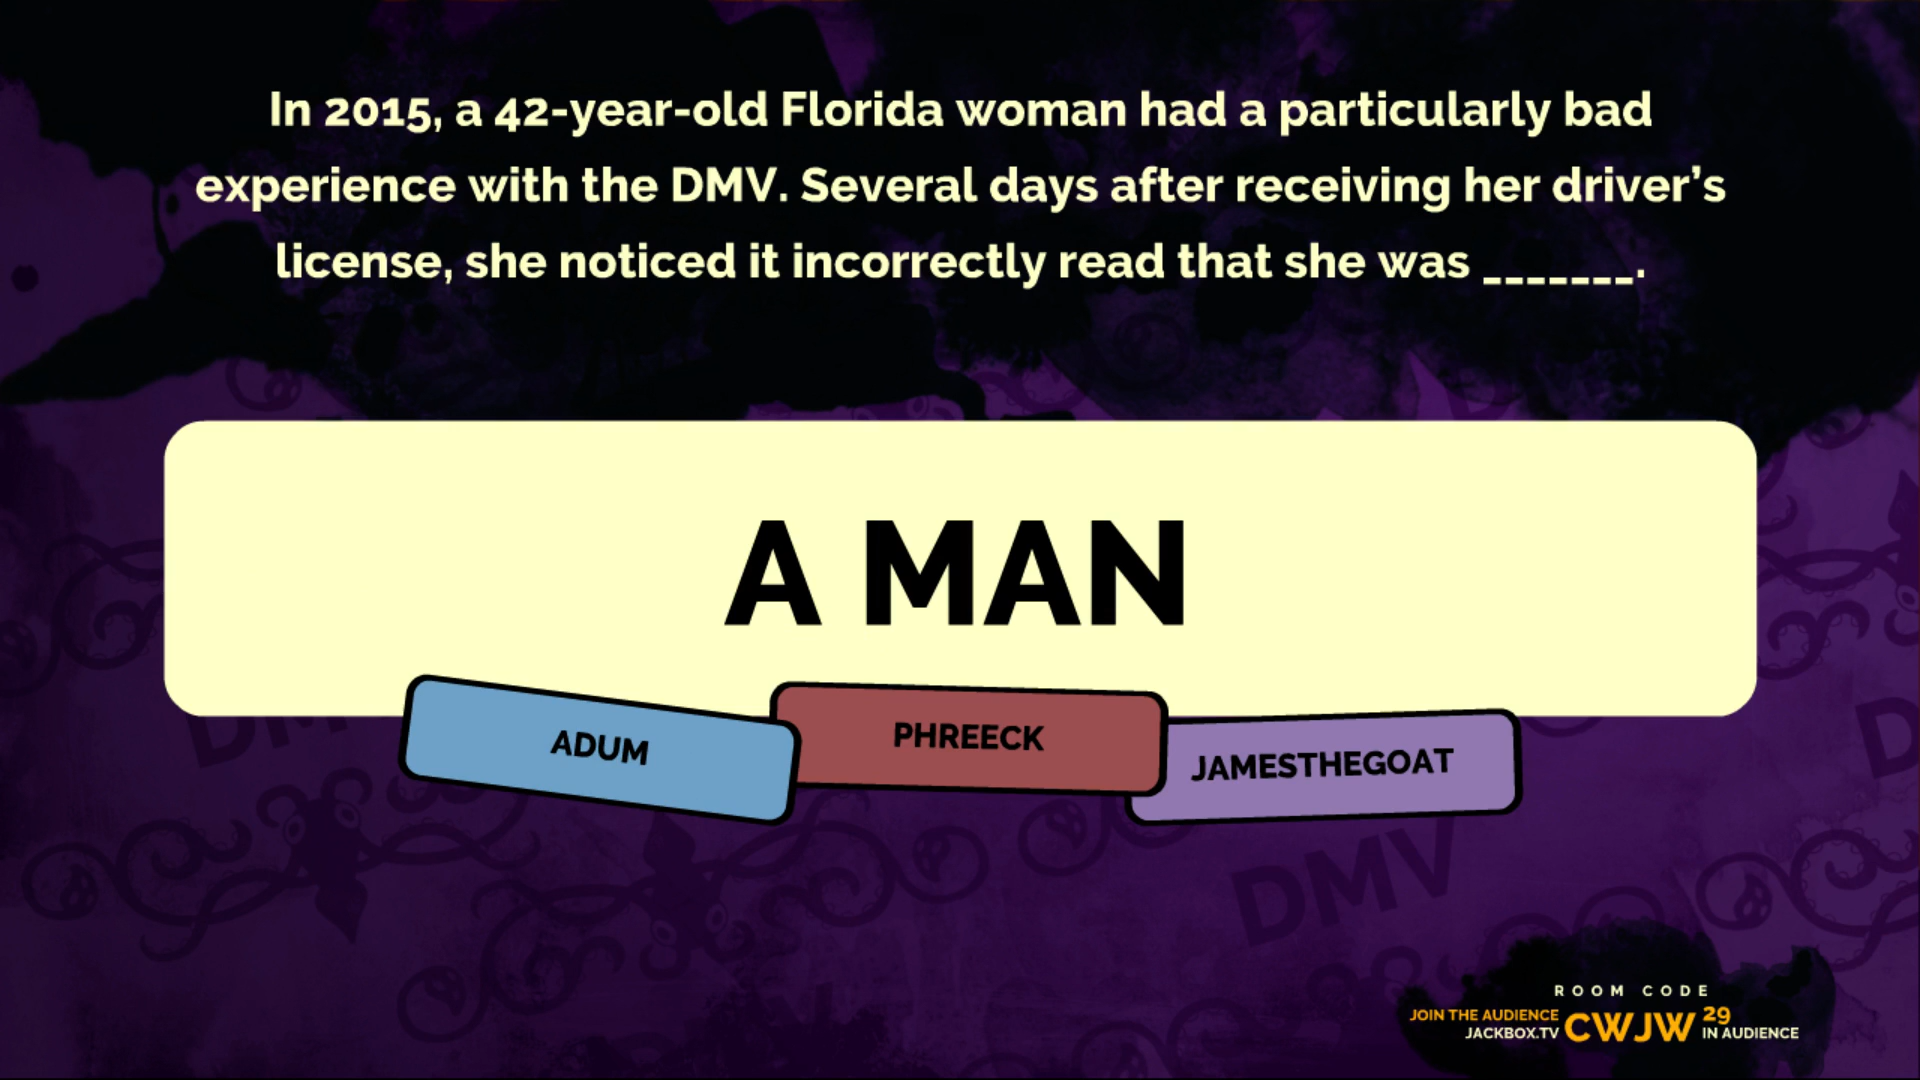 In 2015, a 42-year-old Florida woman had a particularly bad
experience with the DMV. Several days after receiving her driver’s
license, she noticed it incorrectly read that she was _______.
A MAN
ADUM
PHREECK
JAMESTHEGOAT
DMV
ROOM CODE
JOIN THE AUDIENCE
JACKBOX.TV
CWJW
29
IN AUDIENCE